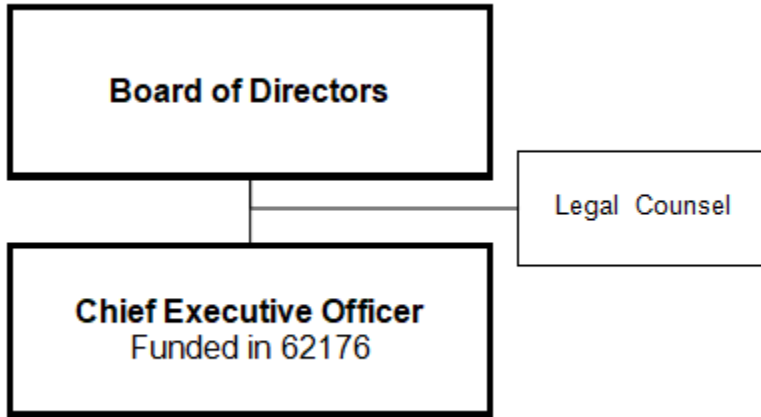 Board of Directors
Legal Counsel
Chief Executive Officer
Funded in 62176